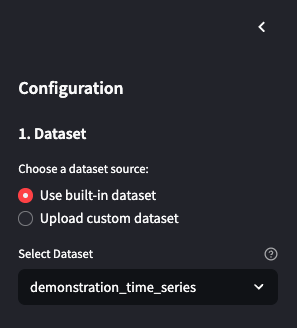 Configuration
1. Dataset
Choose a dataset source:
Use built-in dataset
Upload custom dataset
Select Dataset
demonstration_time_series